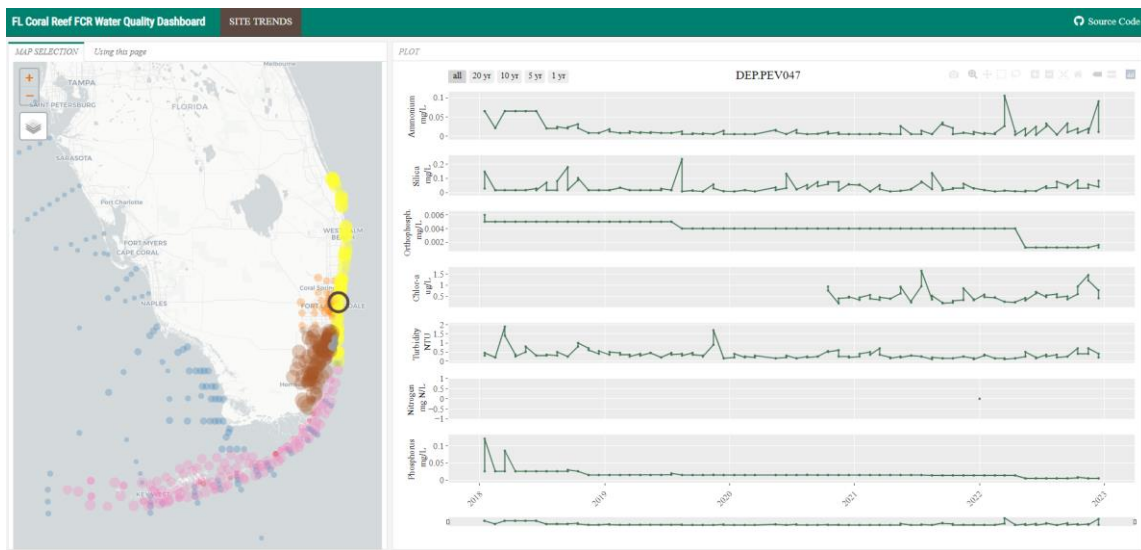 FL Coral Reef FCR Water Quality Dashboard
SITE TRENDS
Source Code
MAP SELECTION
Using this page
PLOT
+
−
Melbourne
TAMPA
SAINT PETERSBURG
FLORIDA
SARASOTA
Port Charlotte
FORT MYERS
CAPE CORAL
NAPLES
Coral Springs
KEY WEST
all
20 yr
10 yr
5 yr
1 yr
DEP.PEV047
Ammonium
mg/L
0.1
0.05
0
Silica
mg/L
0.2
0.1
0
Orthophosph.
mg/L
0.006
0.004
0.002
Chlor-a
ug/L
1.5
1
0.5
Turbidity
NTU
2
1.5
1
0.5
0
Nitrogen
mg N/L
1
0.5
0
−0.5
−1
Phosphorus
mg/L
0.1
0.05
0
2018
2019
2020
2021
2022
2023